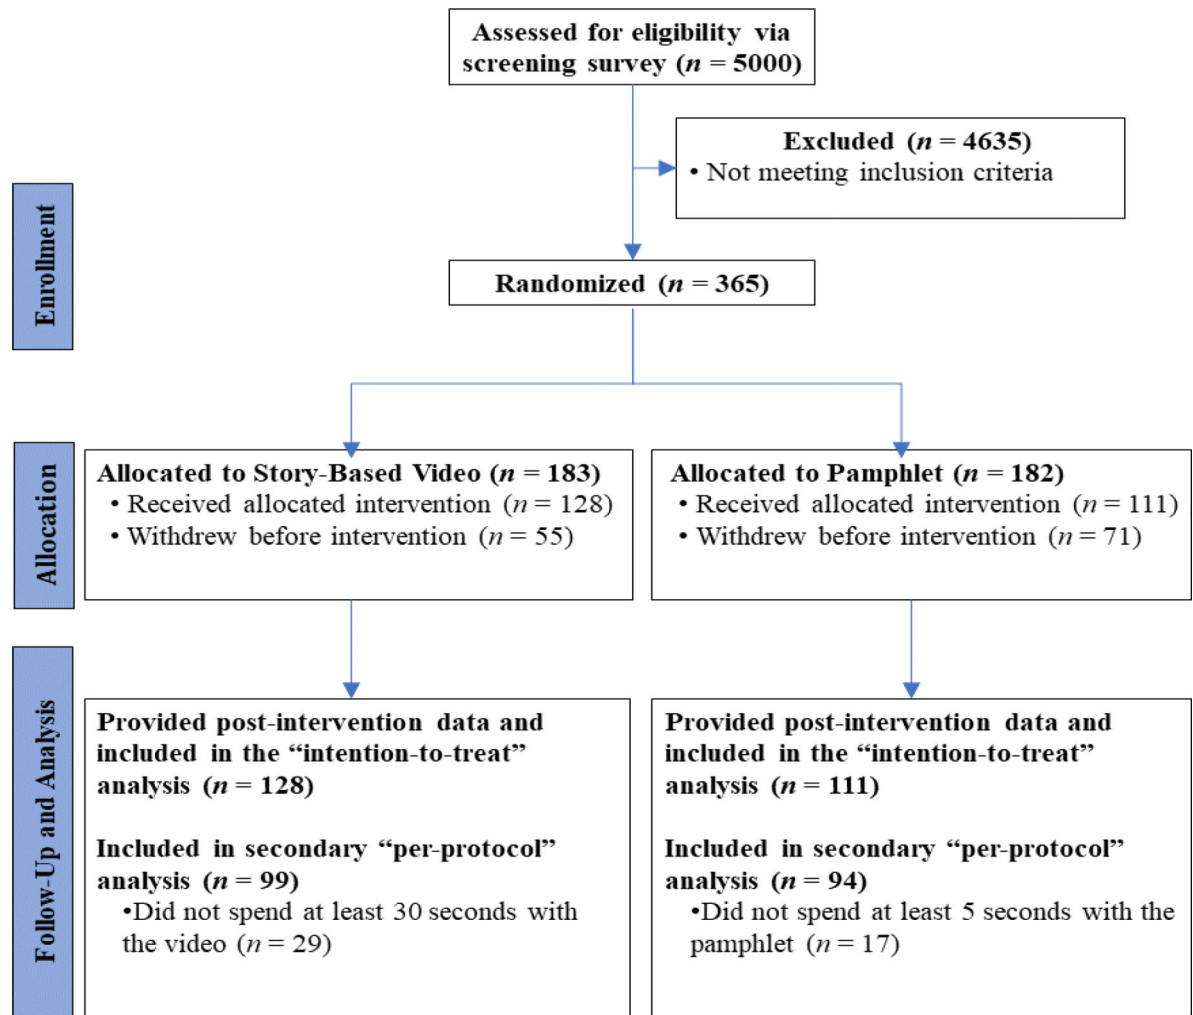 Assessed for eligibility via
screening survey (n = 5000)
Excluded (n = 4635)
• Not meeting inclusion criteria
Enrollment
Randomized (n = 365)
Allocation
Allocated to Story-Based Video (n = 183)
• Received allocated intervention (n = 128)
• Withdrew before intervention (n = 55)
Allocated to Pamphlet (n = 182)
• Received allocated intervention (n = 111)
• Withdrew before intervention (n = 71)
Follow-Up and Analysis
Provided post-intervention data and
included in the “intention-to-treat”
analysis (n = 128)
Included in secondary “per-protocol”
analysis (n = 99)
•Did not spend at least 30 seconds with
the video (n = 29)
Provided post-intervention data and
included in the “intention-to-treat”
analysis (n = 111)
Included in secondary “per-protocol”
analysis (n = 94)
•Did not spend at least 5 seconds with the
pamphlet (n = 17)